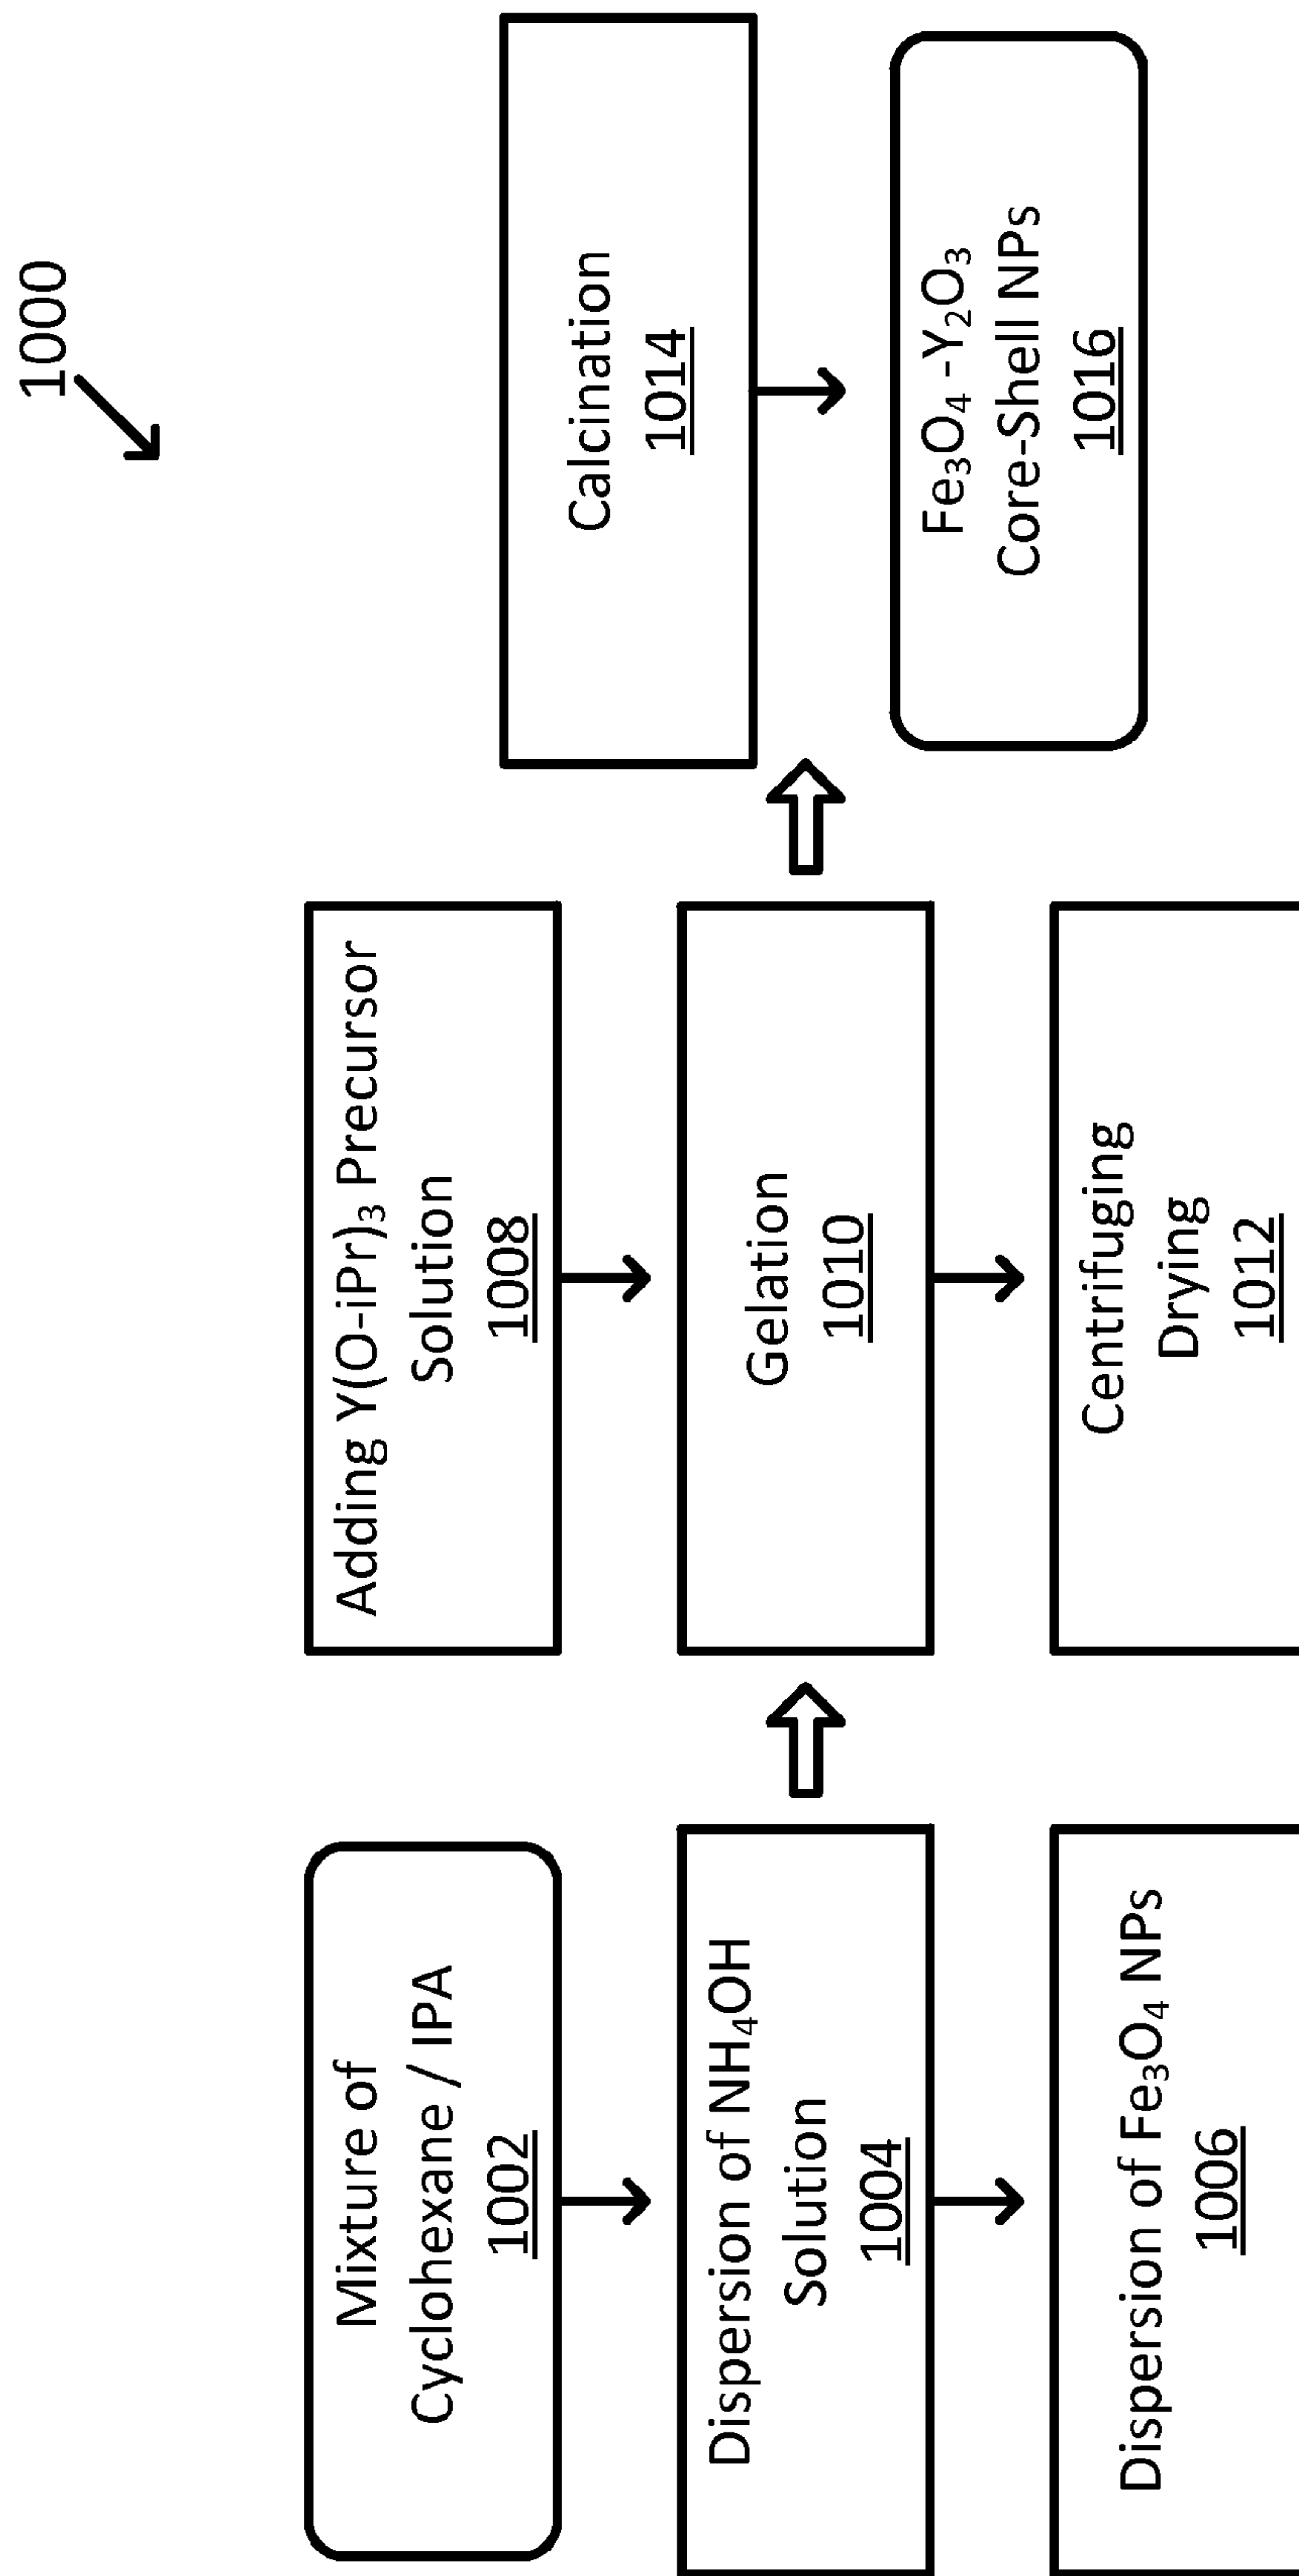 1000
Mixture of
Cyclohexane / IPA
1002
Dispersion of NH₄OH
Solution
1004
Dispersion of Fe₃O₄ NPs
1006
Adding Y(O-iPr)₃ Precursor
Solution
1008
Gelation
1010
Centrifuging
Drying
1012
Calcination
1014
Fe₃O₄ -Y₂O₃
Core-Shell NPs
1016